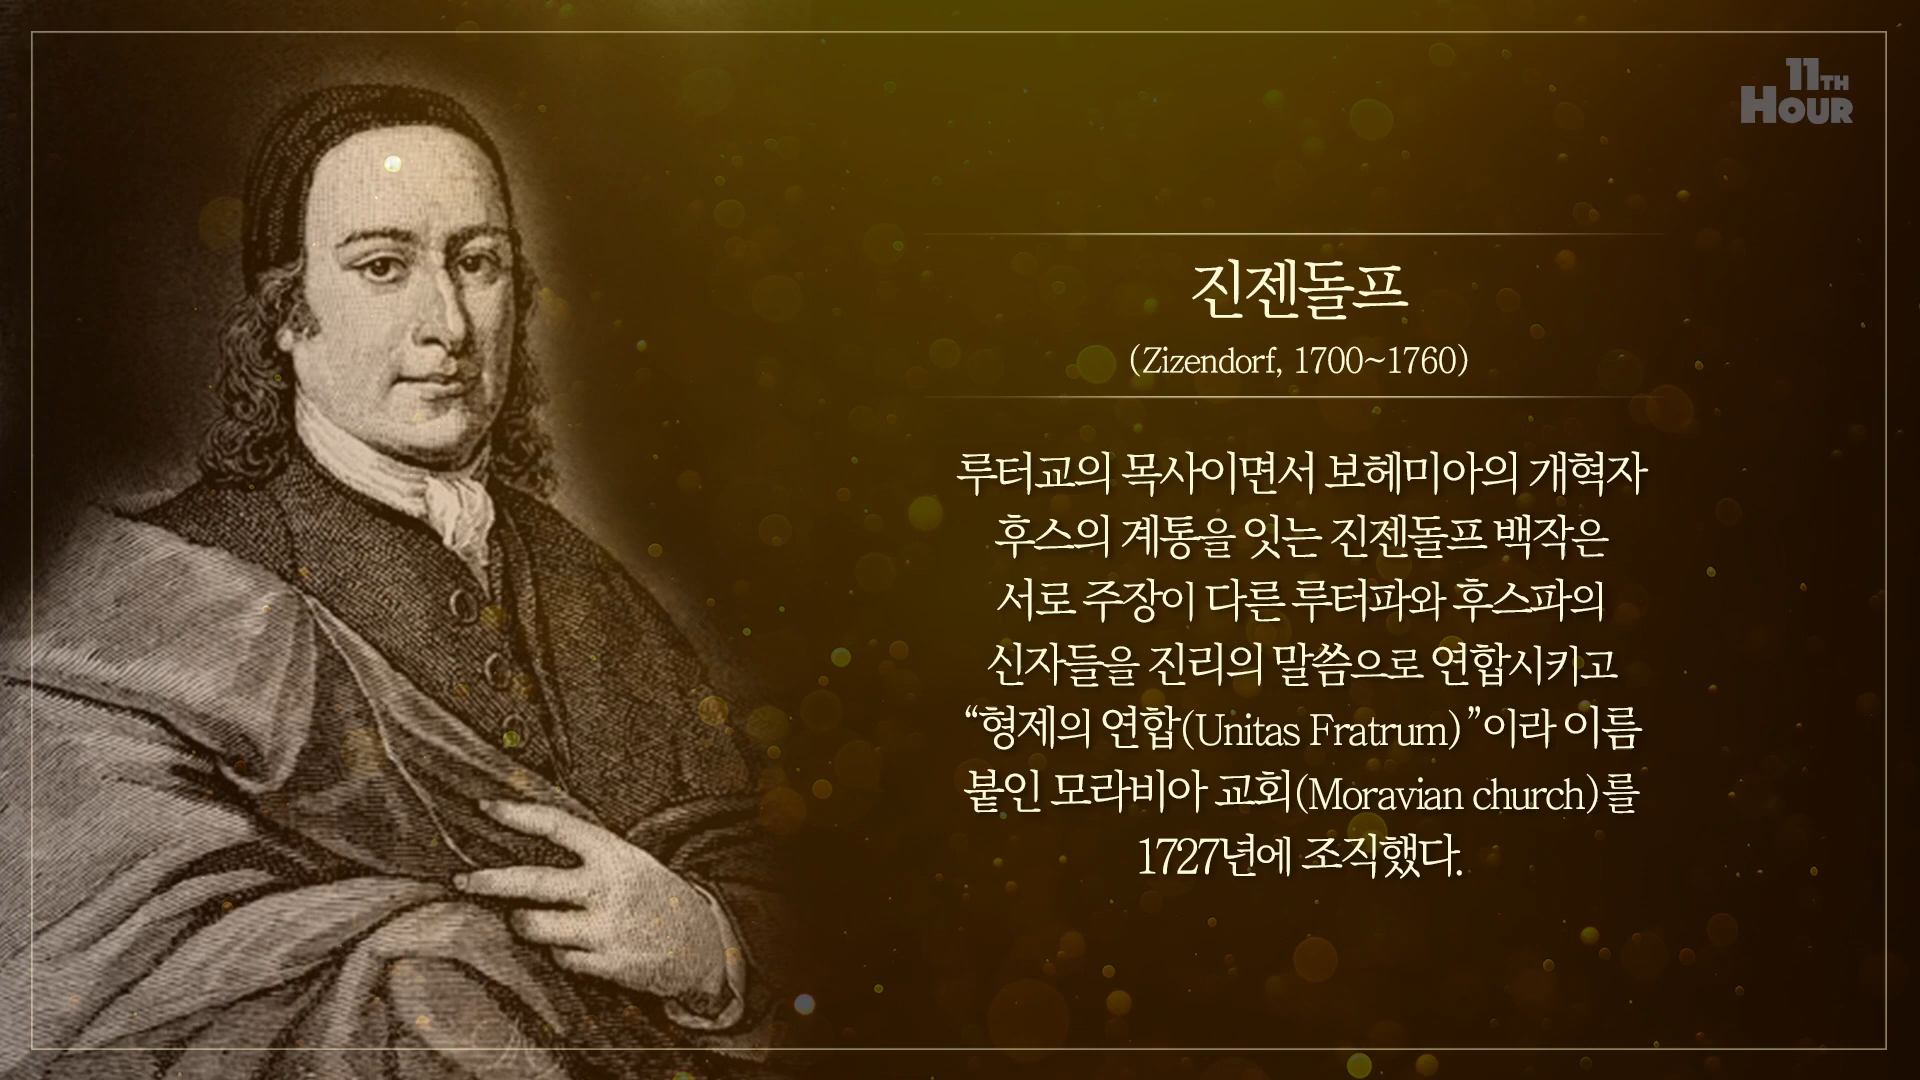 11TH
HOUR
진젠돌프
(Zizendorf, 1700~1760)
루터교의 목사이면서 보헤미아의 개혁자
후스의 계통을 잇는 진젠돌프 백작은
서로 주장이 다른 루터파와 후스파의
신자들을 진리의 말씀으로 연합시키고
“형제의 연합(Unitas Fratrum)”이라 이름
붙인 모라비아 교회(Moravian church)를
1727년에 조직했다.